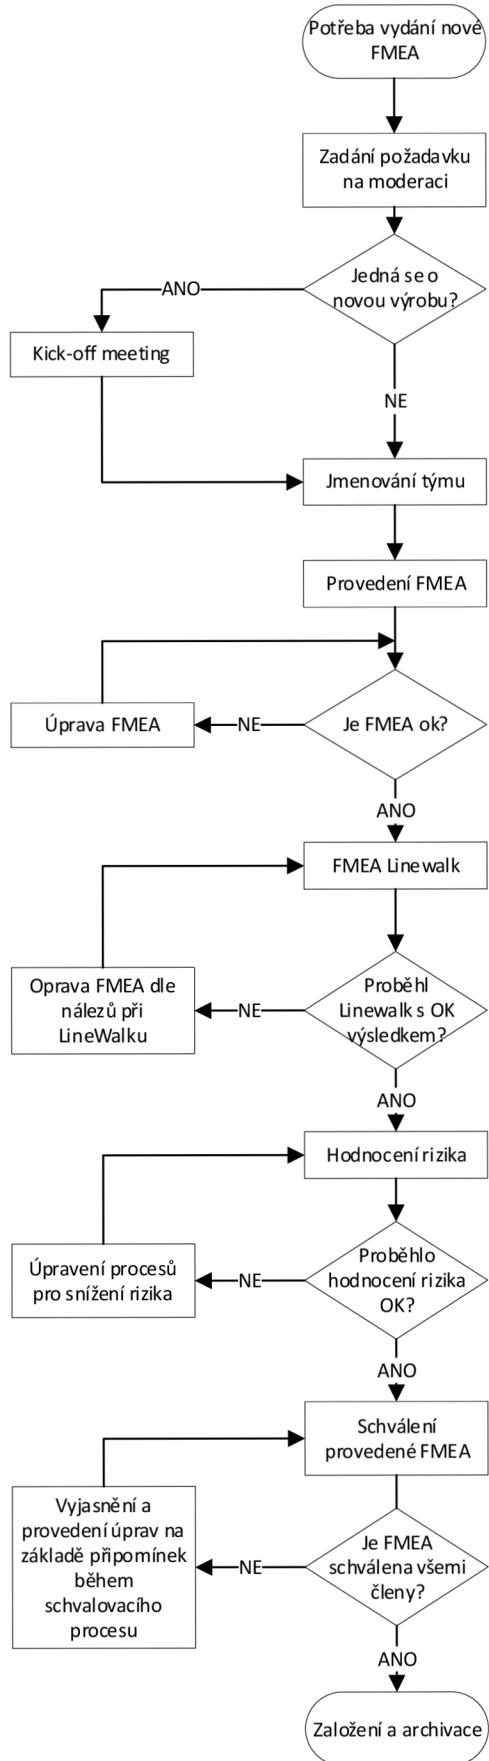 Potřeba vydání nové
FMEA
Zadání požadavku
na moderaci
Jedná se o
novou výrobu?
ANO
Kick-off meeting
NE
Jmenování týmu
Provedení FMEA
Je FMEA ok?
NE
Úprava FMEA
ANO
FMEA Linewalk
Proběhl
Linewalk s OK
výsledkem?
NE
Oprava FMEA dle
nálezů při
LineWalku
ANO
Hodnocení rizika
Proběhlo
hodnocení rizika
OK?
NE
Úpravení procesů
pro snížení rizika
ANO
Schválení
provedené FMEA
Je FMEA
schválena všemi
členy?
NE
Vyjasnění a
provedení úprav na
základě připomínek
během
schvalovacího
procesu
ANO
Založení a archivace